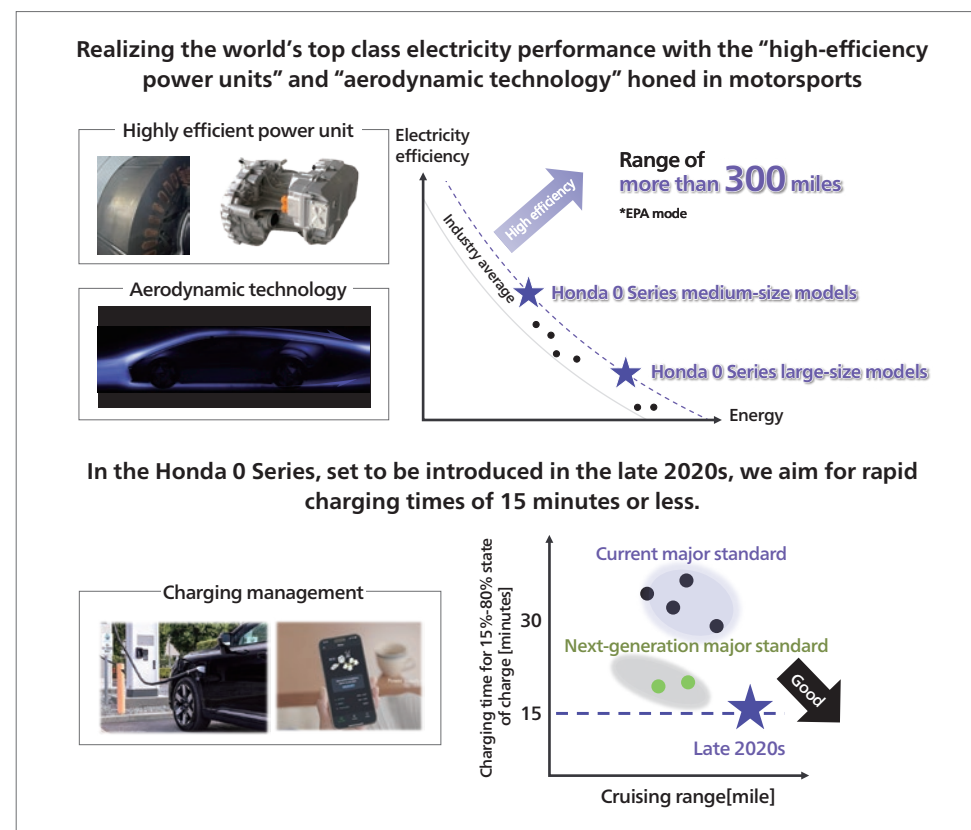 Realizing the world’s top class electricity performance with the “high-efficiency
power units” and “aerodynamic technology” honed in motorsports
Highly efficient power unit
Aerodynamic technology
Electricity
efficiency
Industry average
High efficiency
Range of
more than 300 miles
*EPA mode
Honda 0 Series medium-size models
Honda 0 Series large-size models
Energy
In the Honda 0 Series, set to be introduced in the late 2020s, we aim for rapid
charging times of 15 minutes or less.
Charging management
Charging time for 15%-80% state
of charge [minutes]
30
15
Current major standard
Next-generation major standard
Good
Late 2020s
Cruising range[mile]